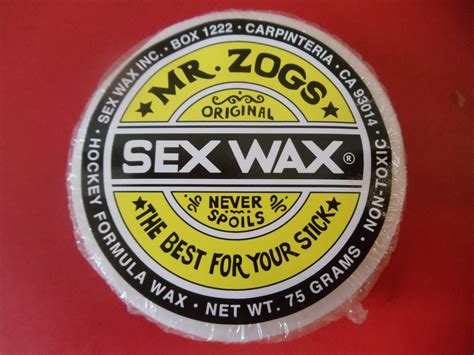 SEX WAX INC. • BOX 1222 • CARPINTERIA • CA 93014 • NON-TOXIC •
★ MR. ZOGS ★
ORIGINAL
SEX WAX®
NEVER
SPOILS
★ THE BEST FOR YOUR STICK ★
HOCKEY FORMULA WAX • NET WT. 75 GRAMS •